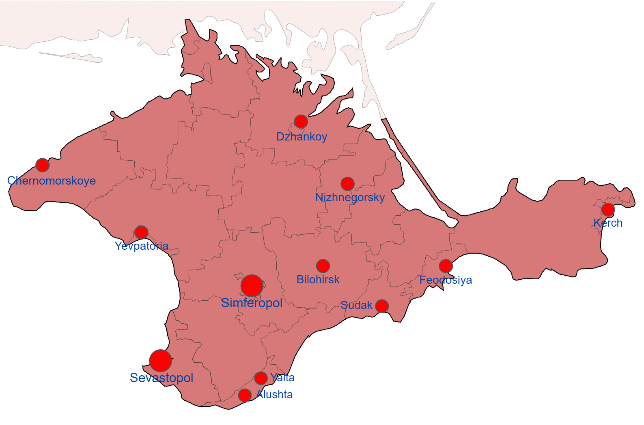 Dzhankoy
Chernomorskoye
Nizhnegorsky
Kerch
Yevpatoria
Bilohirsk
Feodosiya
Simferopol
Sudak
Sevastopol
Yalta
Alushta